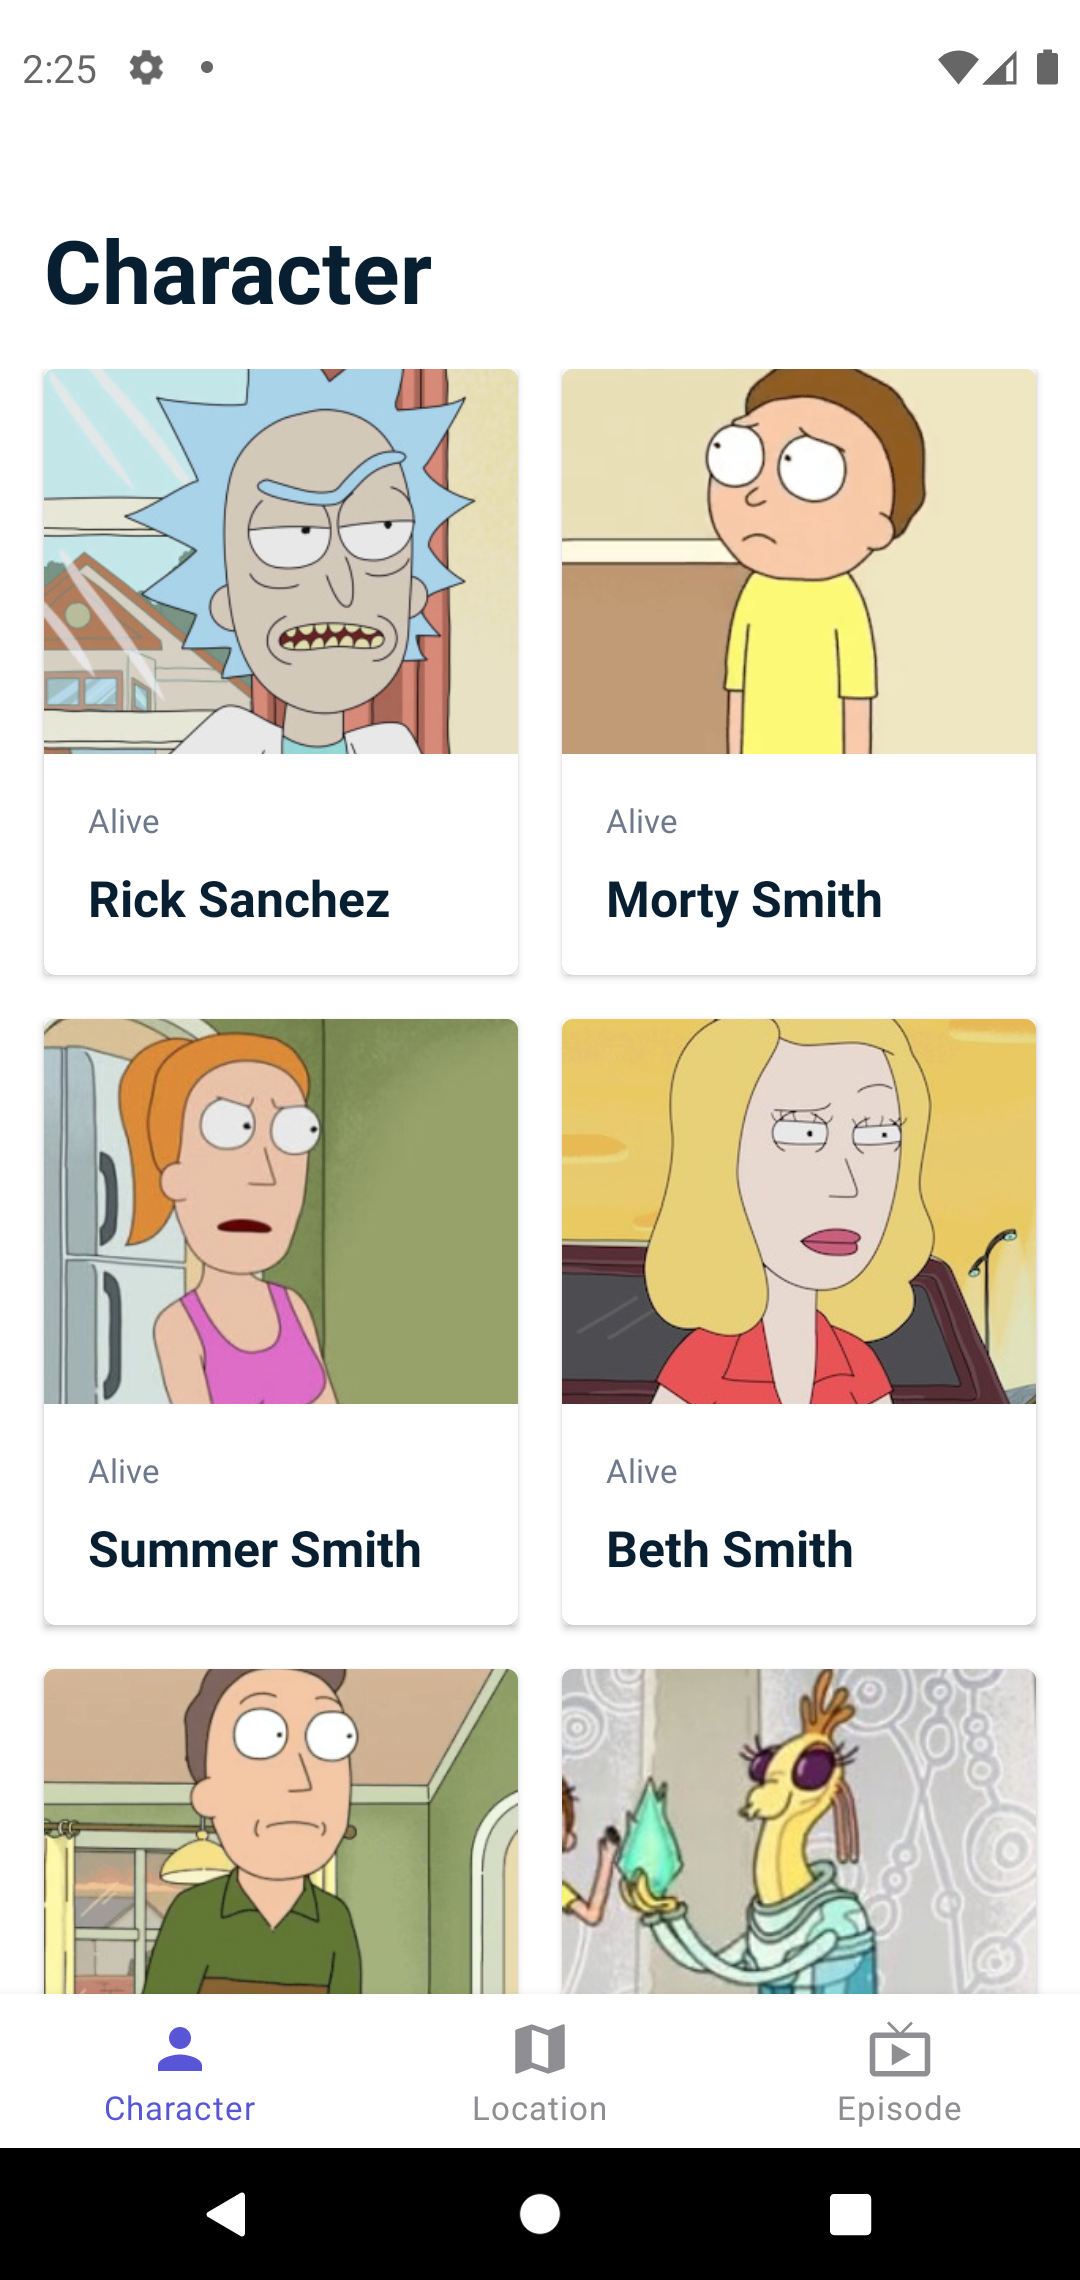 2:25
Character
Alive
Rick Sanchez
Alive
Morty Smith
Alive
Summer Smith
Alive
Beth Smith
Character
Location
Episode